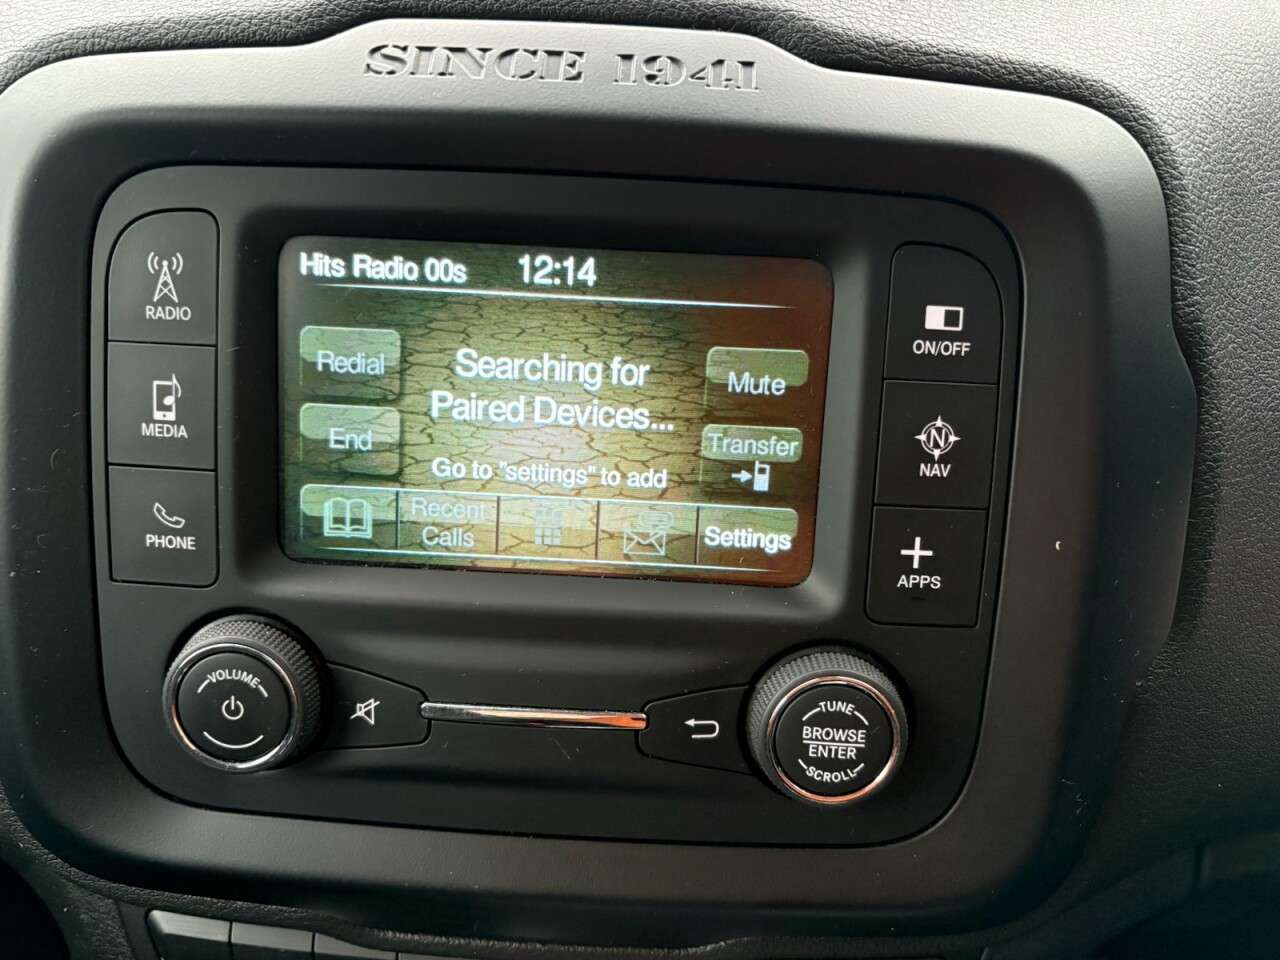 SINCE 1941
Hits Radio 00s 12:14
Redial
Searching for
Paired Devices...
Mute
End
Transfer
Go to "settings" to add
Recent
Calls
Settings
RADIO
MEDIA
PHONE
ON/OFF
N
NAV
APPS
VOLUME
TUNE
BROWSE
ENTER
SCROLL